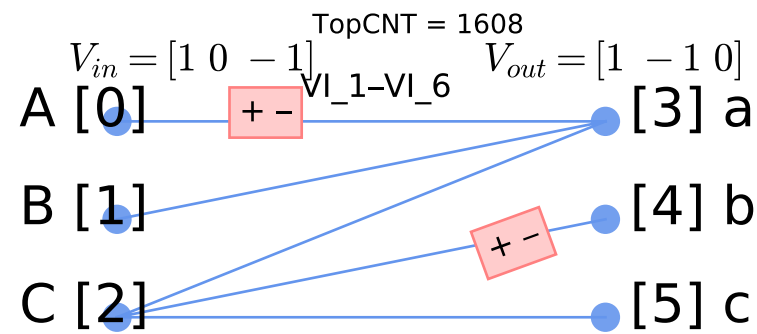 TopCNT = 1608
V_in = [1 0 −1] V_out = [1 −1 0]
VI_1–VI_6
A [0] + − [3] a
B [1] [4] b
+ −
C [2] [5] c